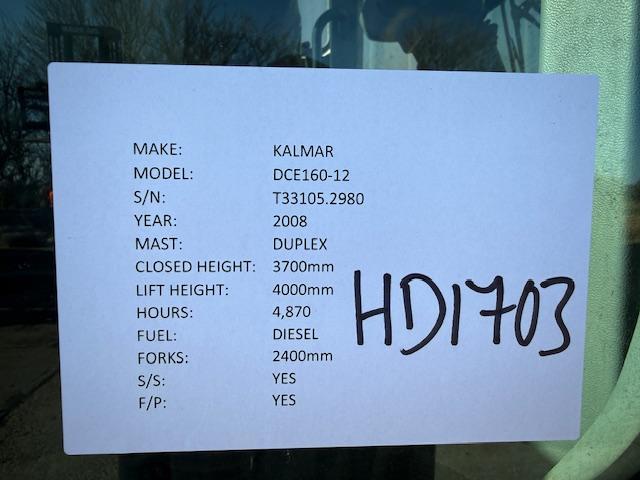 MAKE: KALMAR
MODEL: DCE160-12
S/N: T33105.2980
YEAR: 2008
MAST: DUPLEX
CLOSED HEIGHT: 3700mm
LIFT HEIGHT: 4000mm
HOURS: 4,870
FUEL: DIESEL
FORKS: 2400mm
S/S: YES
F/P: YES
HD1703